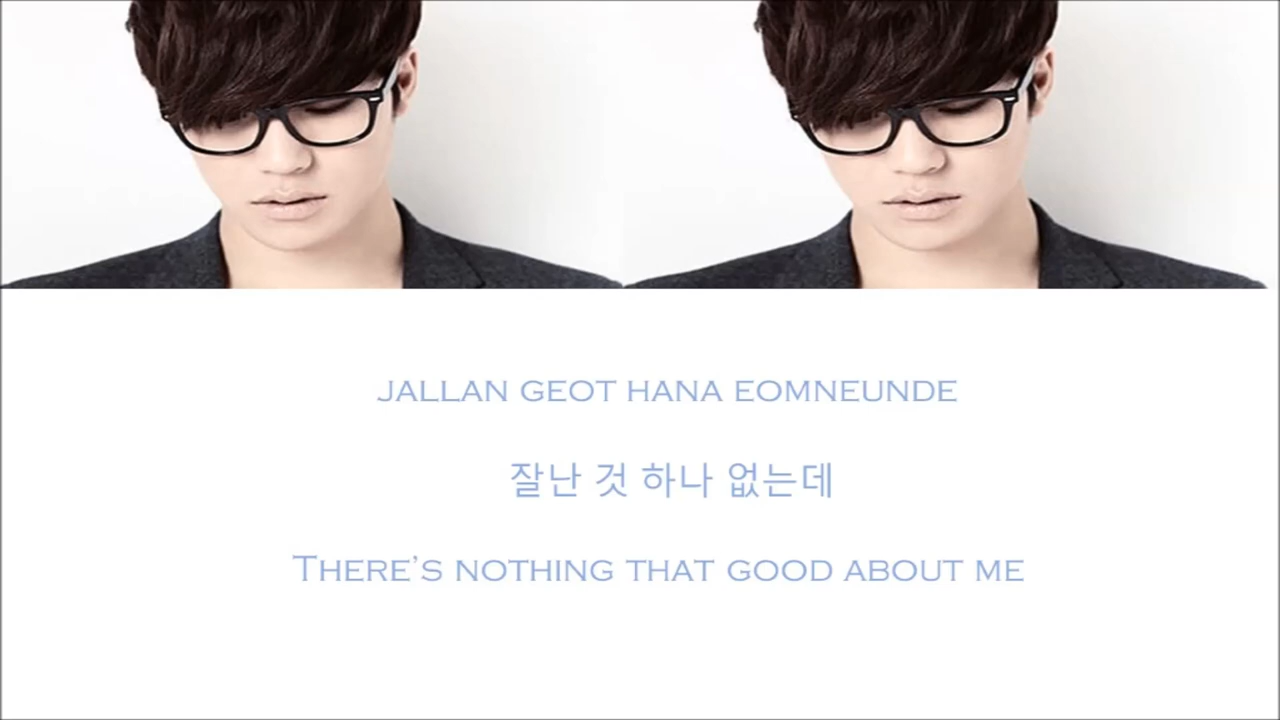 JALLAN GEOT HANA EOMNEUNDE
잘난 것 하나 없는데
THERE'S NOTHING THAT GOOD ABOUT ME